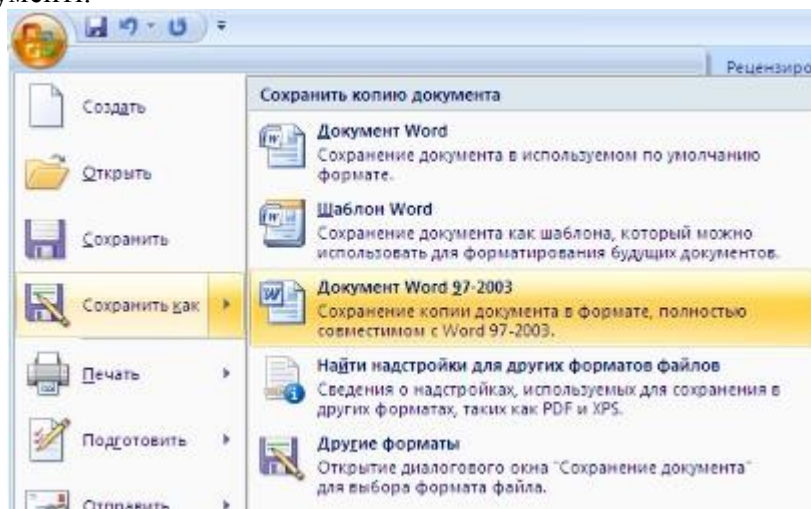 Рецензиро
Создать
Открыть
Сохранить
Сохранить как
Печать
Подготовить
Отправить
Сохранить копию документа
Документ Word
Сохранение документа в используемом по умолчанию
формате.
Шаблон Word
Сохранение документа как шаблона, который можно
использовать для форматирования будущих документов.
Документ Word 97-2003
Сохранение копии документа в формате, полностью
совместимом с Word 97-2003.
Найти надстройки для других форматов файлов
Сведения о надстройках, используемых для сохранения в
других форматах, таких как PDF и XPS.
Другие форматы
Открытие диалогового окна "Сохранение документа"
для выбора формата файла.